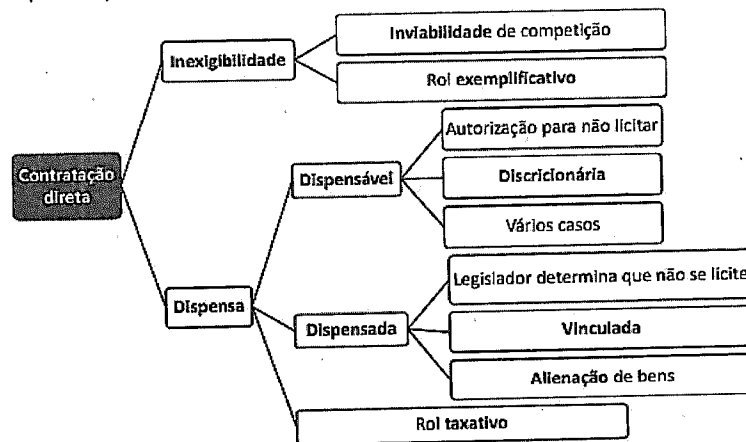 Inviabilidade de competição
Inexigibilidade
Rol exemplificativo
Autorização para não licitar
Contratação
direta
Dispensável
Discricionária
Vários casos
Legislador determina que não se licite
Dispensa
Dispensada
Vinculada
Alienação de bens
Rol taxativo